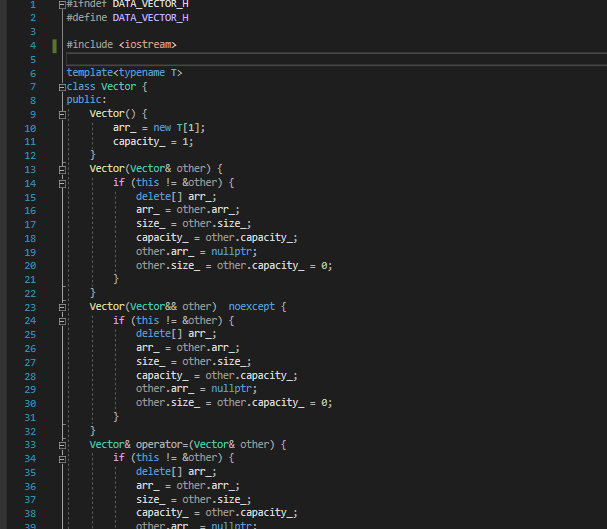 1 #ifndef DATA_VECTOR_H
2 #define DATA_VECTOR_H
3
4 #include <iostream>
5
6 template<typename T>
7 class Vector {
8 public:
9 Vector() {
10 arr_ = new T[1];
11 capacity_ = 1;
12 }
13 Vector(Vector& other) {
14 if (this != &other) {
15 delete[] arr_;
16 arr_ = other.arr_;
17 size_ = other.size_;
18 capacity_ = other.capacity_;
19 other.arr_ = nullptr;
20 other.size_ = other.capacity_ = 0;
21 }
22 }
23 Vector(Vector&& other)  noexcept {
24 if (this != &other) {
25 delete[] arr_;
26 arr_ = other.arr_;
27 size_ = other.size_;
28 capacity_ = other.capacity_;
29 other.arr_ = nullptr;
30 other.size_ = other.capacity_ = 0;
31 }
32 }
33 Vector& operator=(Vector& other) {
34 if (this != &other) {
35 delete[] arr_;
36 arr_ = other.arr_;
37 size_ = other.size_;
38 capacity_ = other.capacity_;
39 other.arr_ = nullptr;